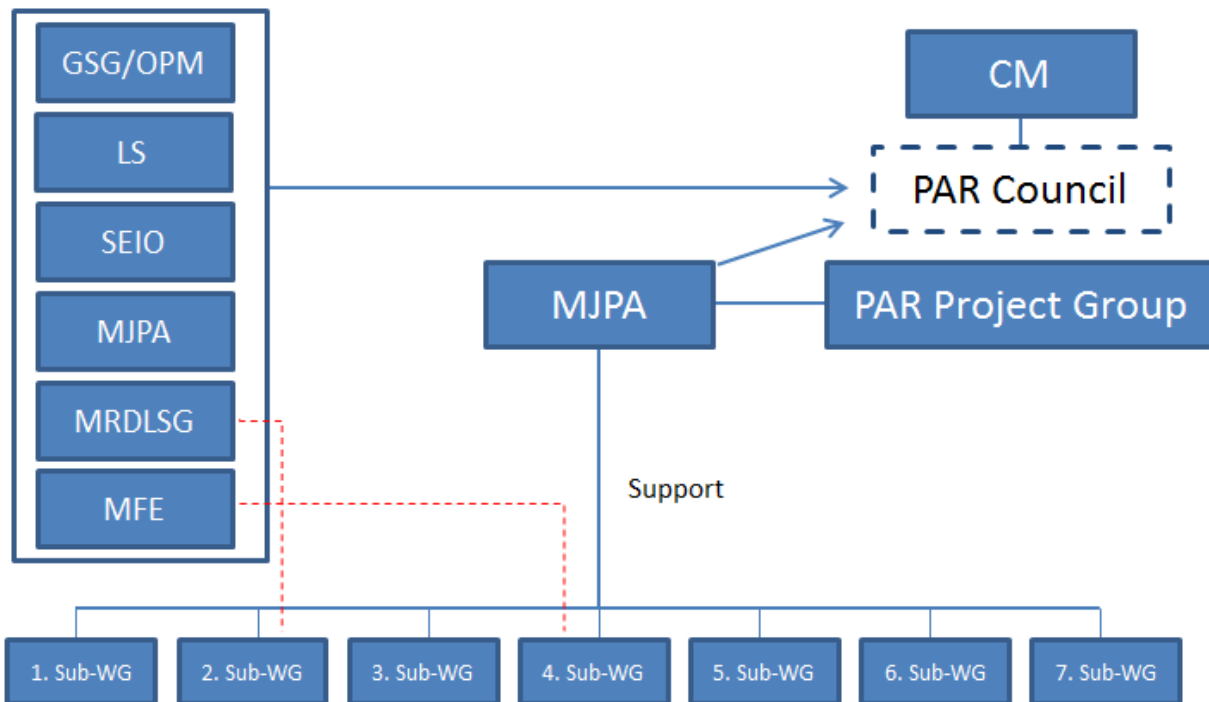 GSG/OPM
LS
SEIO
MJPA
MRDLSG
MFE
CM
PAR Council
MJPA
PAR Project Group
Support
1. Sub-WG
2. Sub-WG
3. Sub-WG
4. Sub-WG
5. Sub-WG
6. Sub-WG
7. Sub-WG